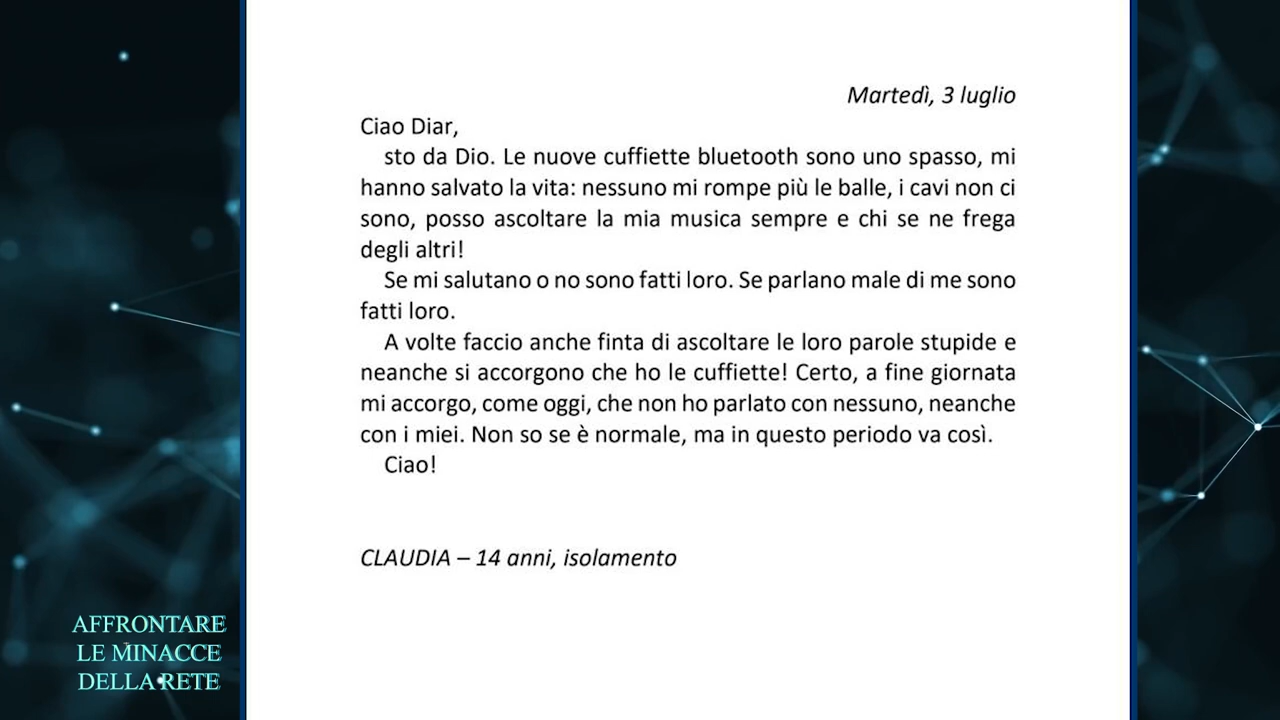 Martedì, 3 luglio
Ciao Diar,
sto da Dio. Le nuove cuffiette bluetooth sono uno spasso, mi
hanno salvato la vita: nessuno mi rompe più le balle, i cavi non ci
sono, posso ascoltare la mia musica sempre e chi se ne frega
degli altri!
Se mi salutano o no sono fatti loro. Se parlano male di me sono
fatti loro.
A volte faccio anche finta di ascoltare le loro parole stupide e
neanche si accorgono che ho le cuffiette! Certo, a fine giornata
mi accorgo, come oggi, che non ho parlato con nessuno, neanche
con i miei. Non so se è normale, ma in questo periodo va così.
Ciao!
CLAUDIA – 14 anni, isolamento
AFFRONTARE
LE MINACCE
DELLA RETE